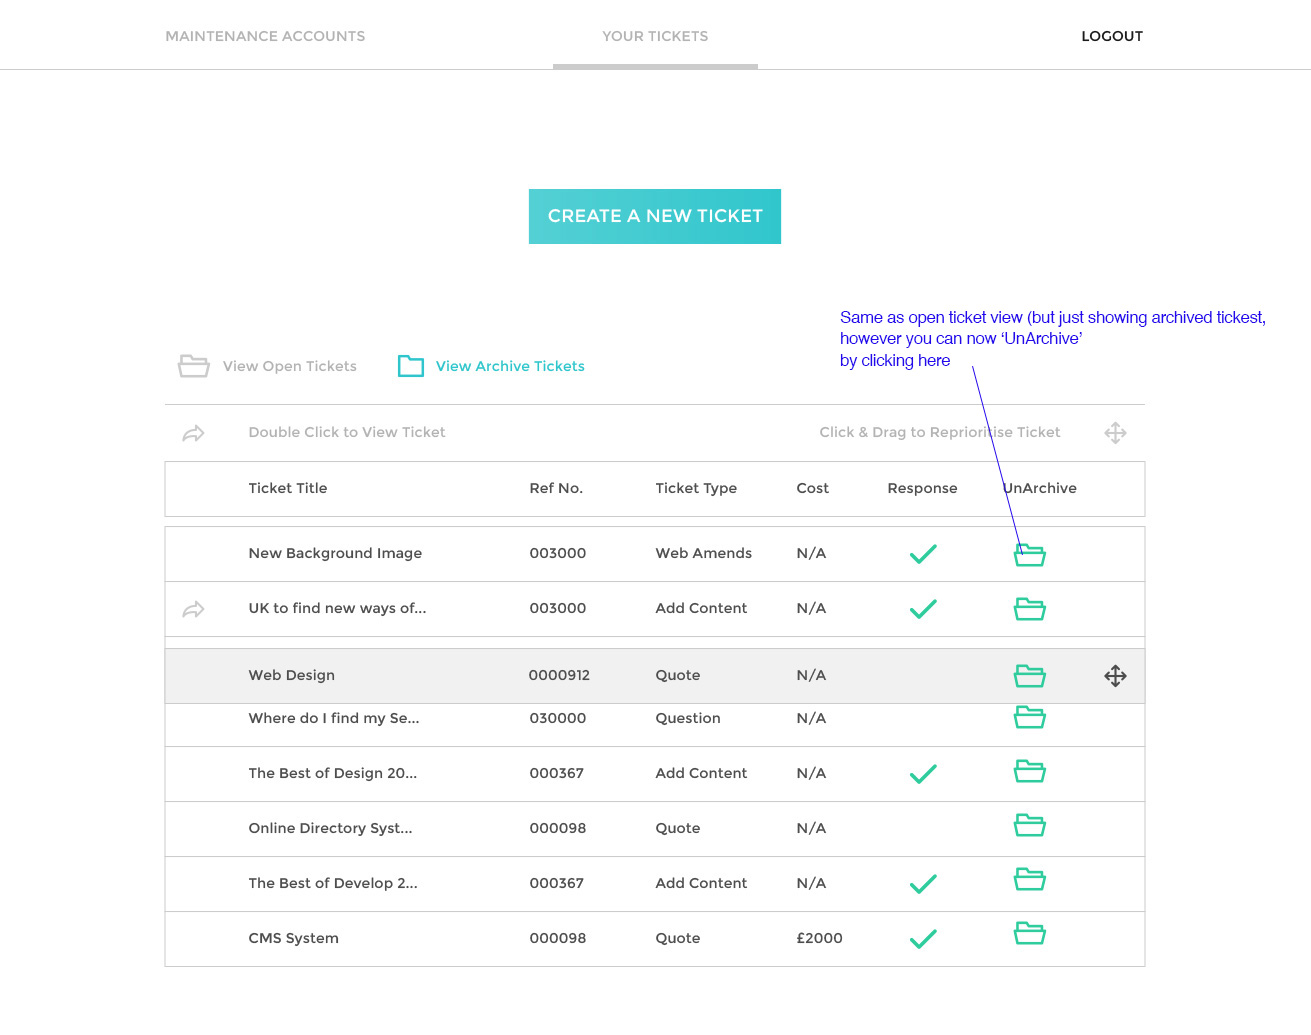 MAINTENANCE ACCOUNTS YOUR TICKETS LOGOUT
CREATE A NEW TICKET
Same as open ticket view (but just showing archived tickest,
however you can now ‘UnArchive’
by clicking here
View Open Tickets View Archive Tickets
Double Click to View Ticket Click & Drag to Reprioritise Ticket
Ticket Title Ref No. Ticket Type Cost Response UnArchive
New Background Image 003000 Web Amends N/A
UK to find new ways of... 003000 Add Content N/A
Web Design 0000912 Quote N/A
Where do I find my Se... 030000 Question N/A
The Best of Design 20... 000367 Add Content N/A
Online Directory Syst... 000098 Quote N/A
The Best of Develop 2... 000367 Add Content N/A
CMS System 000098 Quote £2000